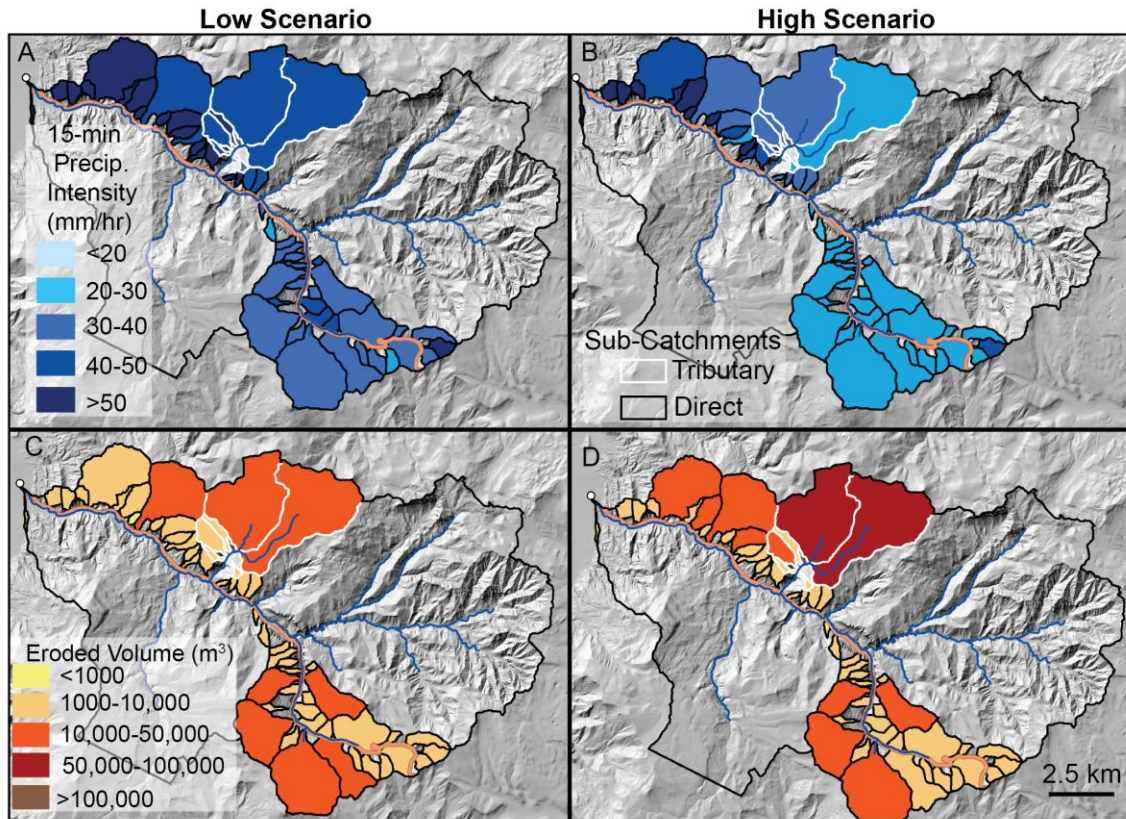 Low Scenario
High Scenario
A
15-min
Precip.
Intensity
(mm/hr)
<20
20-30
30-40
40-50
>50
B
Sub-Catchments
Tributary
Direct
C
Eroded Volume (m³)
<1000
1000-10,000
10,000-50,000
50,000-100,000
>100,000
D
2.5 km